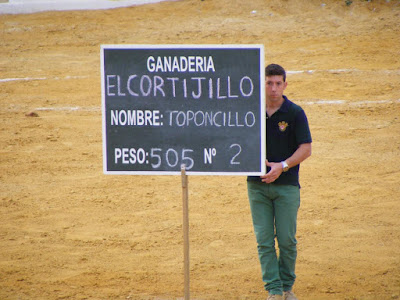 GANADERIA
ELCORTIJILLO
NOMBRE: TOPONCILLO
PESO: 505 Nº 2